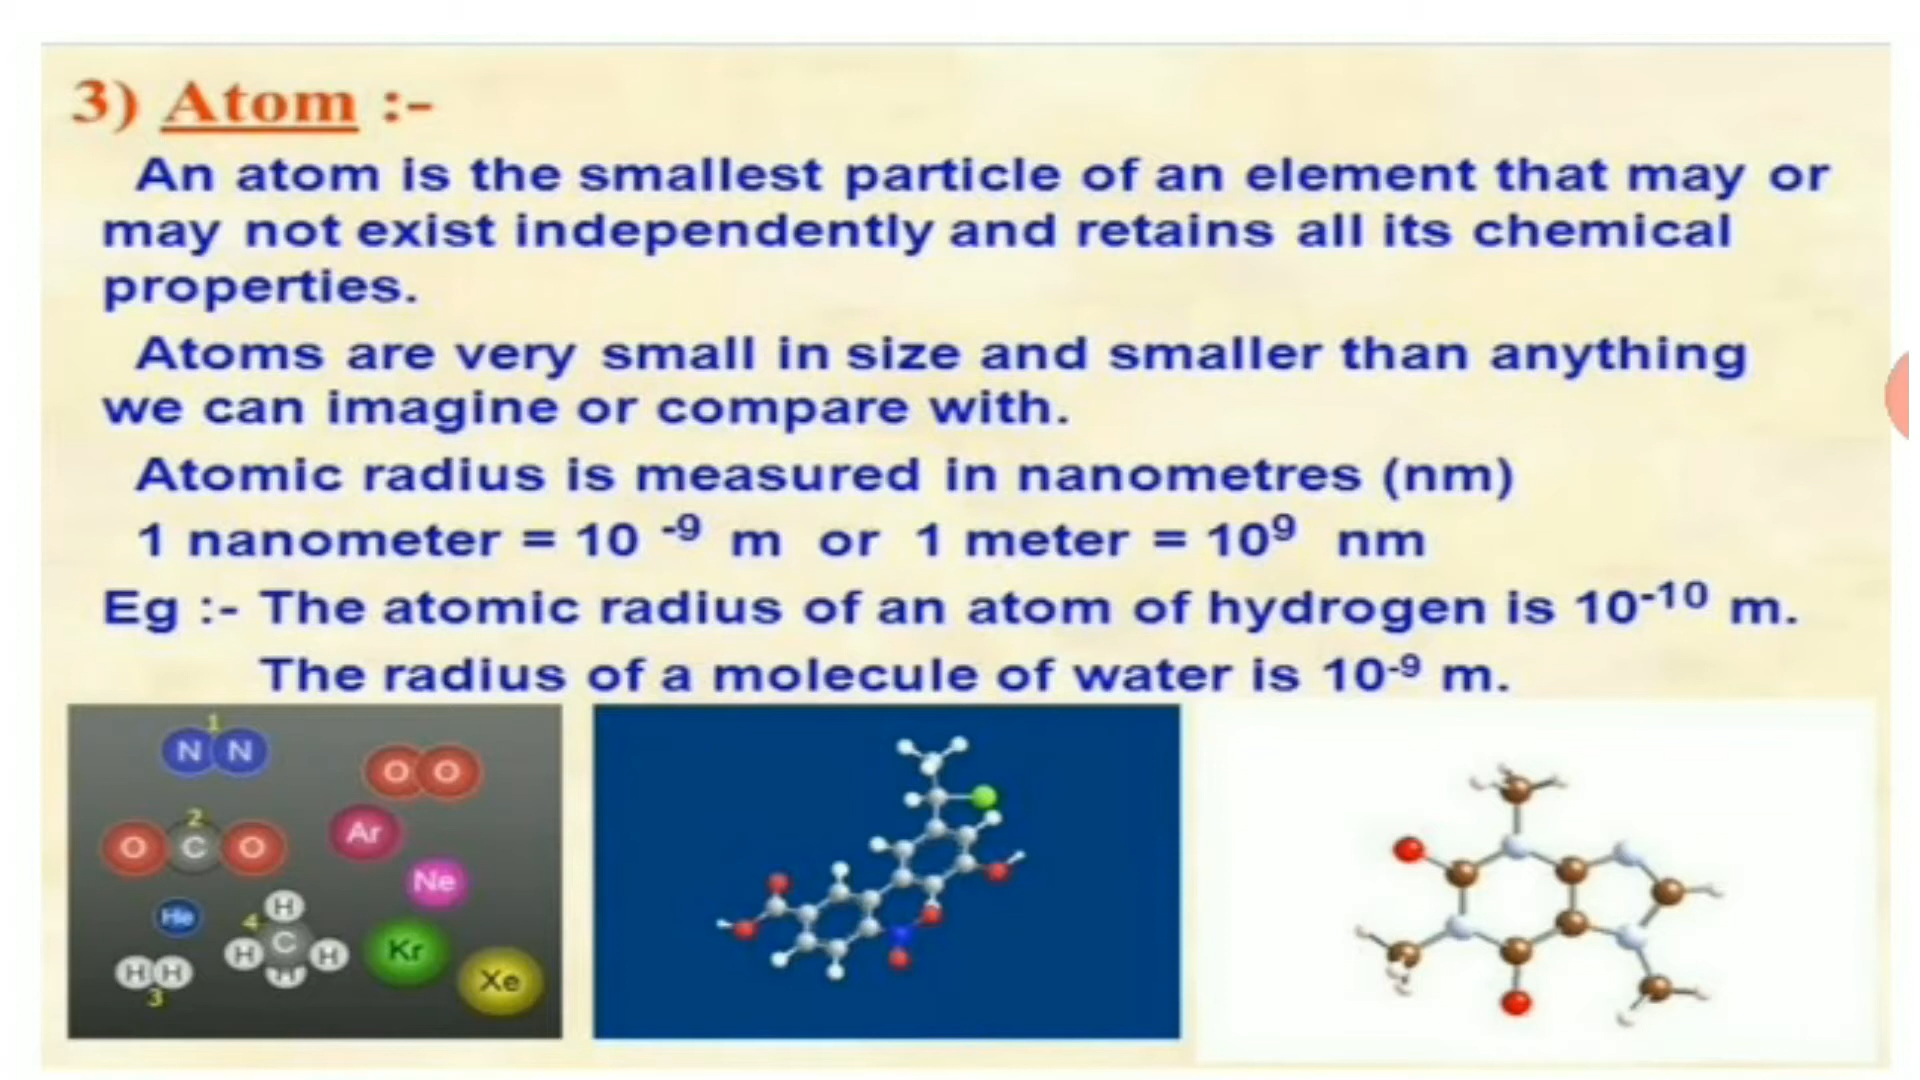 3) Atom :-
An atom is the smallest particle of an element that may or
may not exist independently and retains all its chemical
properties.
Atoms are very small in size and smaller than anything
we can imagine or compare with.
Atomic radius is measured in nanometres (nm)
1 nanometer = 10 -9 m or 1 meter = 10⁹ nm
Eg :- The atomic radius of an atom of hydrogen is 10⁻¹⁰ m.
The radius of a molecule of water is 10⁻⁹ m.
1
N N
O O
2
O C O
Ar
Ne
He
4
H
H C H
H
Kr
Xe
H H
3